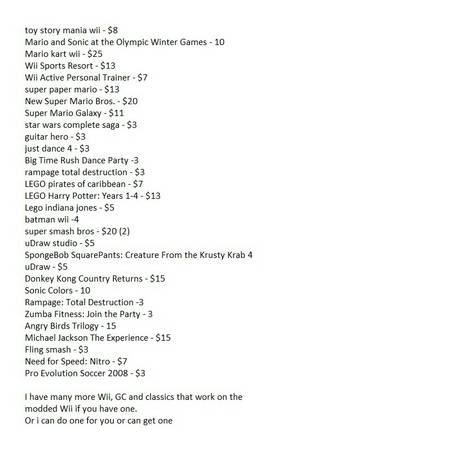 toy story mania wii - $8
Mario and Sonic at the Olympic Winter Games - 10
Mario kart wii - $25
Wii Sports Resort - $13
Wii Active Personal Trainer - $7
super paper mario - $13
New Super Mario Bros. - $20
Super Mario Galaxy - $11
star wars complete saga - $3
guitar hero - $3
just dance 4 - $3
Big Time Rush Dance Party -3
rampage total destruction - $3
LEGO pirates of caribbean - $7
LEGO Harry Potter: Years 1-4 - $13
Lego indiana jones - $5
batman wii -4
super smash bros - $20 (2)
uDraw studio - $5
SpongeBob SquarePants: Creature From the Krusty Krab 4
uDraw - $5
Donkey Kong Country Returns - $15
Sonic Colors - 10
Rampage: Total Destruction -3
Zumba Fitness: Join the Party - 3
Angry Birds Trilogy - 15
Michael Jackson The Experience - $15
Fling smash - $3
Need for Speed: Nitro - $7
Pro Evolution Soccer 2008 - $3
I have many more Wii, GC and classics that work on the
modded Wii if you have one.
Or i can do one for you or can get one